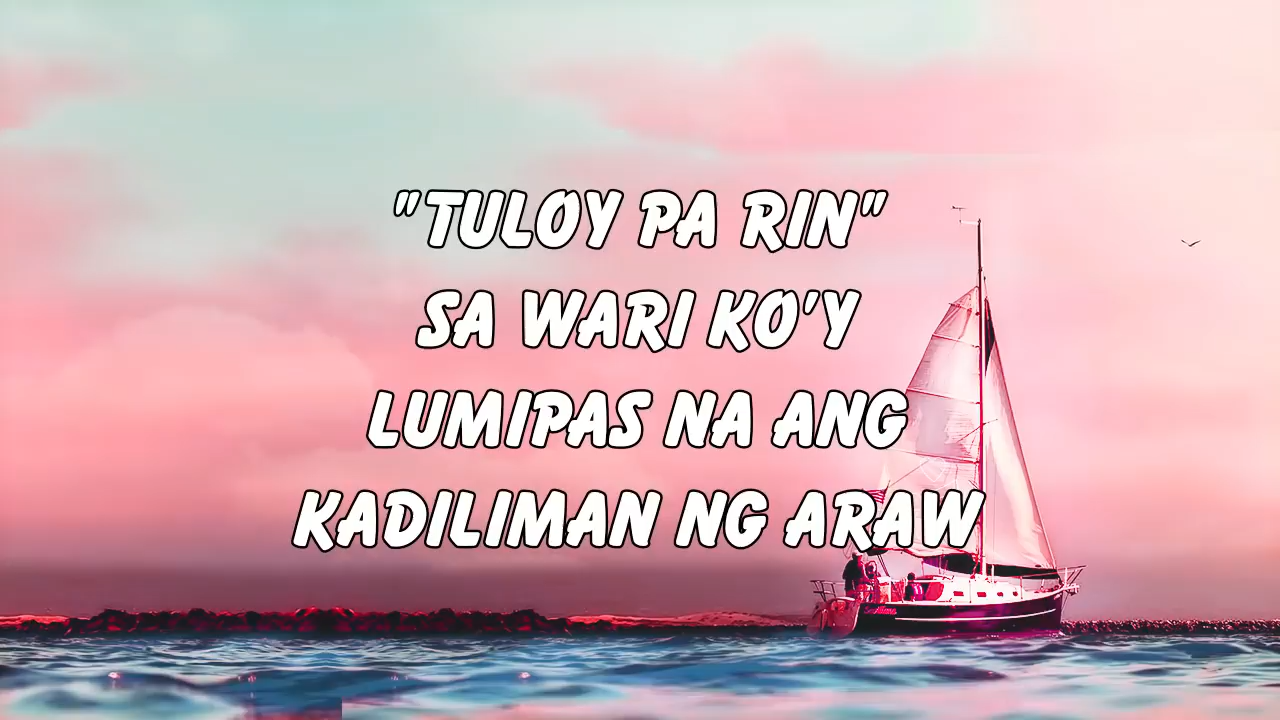 "TULOY PA RIN"
SA WARI KO'Y
LUMIPAS NA ANG
KADILIMAN NG ARAW